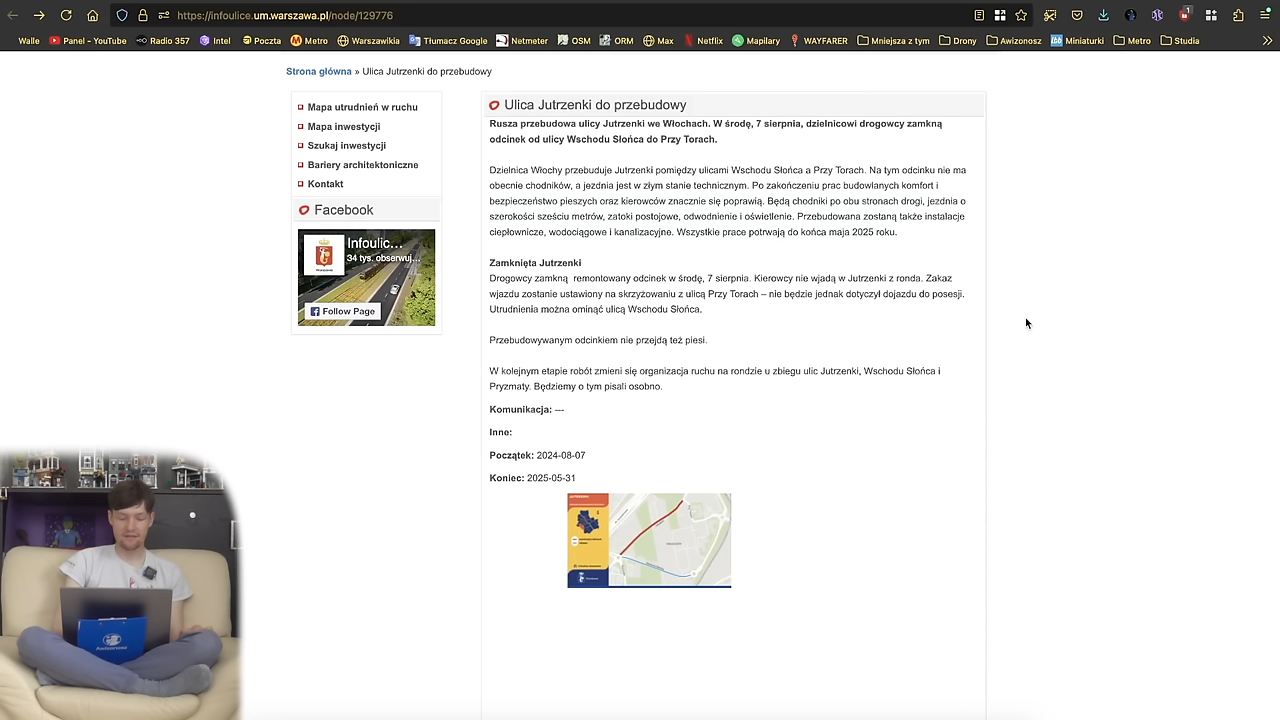 https://infoulice.um.warszawa.pl/node/129776
Walle Panel - YouTube Radio 357 Intel Poczta Metro Warszawikia Tłumacz Google Netmeter OSM ORM Max Netflix Mapilary WAYFARER Mniejsza z tym Drony Awizonosz Miniaturki Metro Studia
Strona główna » Ulica Jutrzenki do przebudowy
Mapa utrudnień w ruchu
Mapa inwestycji
Szukaj inwestycji
Bariery architektoniczne
Kontakt
Facebook
Infoulic...
34 tys. obserwuj...
Follow Page
Ulica Jutrzenki do przebudowy
Rusza przebudowa ulicy Jutrzenki we Włochach. W środę, 7 sierpnia, dzielnicowi drogowcy zamkną
odcinek od ulicy Wschodu Słońca do Przy Torach.
Dzielnica Włochy przebuduje Jutrzenki pomiędzy ulicami Wschodu Słońca a Przy Torach. Na tym odcinku nie ma
obecnie chodników, a jezdnia jest w złym stanie technicznym. Po zakończeniu prac budowlanych komfort i
bezpieczeństwo pieszych oraz kierowców znacznie się poprawią. Będą chodniki po obu stronach drogi, jezdnia o
szerokości sześciu metrów, zatoki postojowe, odwodnienie i oświetlenie. Przebudowana zostaną także instalacje
ciepłownicze, wodociągowe i kanalizacyjne. Wszystkie prace potrwają do końca maja 2025 roku.
Zamknięta Jutrzenki
Drogowcy zamkną remontowany odcinek w środę, 7 sierpnia. Kierowcy nie wjadą w Jutrzenki z ronda. Zakaz
wjazdu zostanie ustawiony na skrzyżowaniu z ulicą Przy Torach – nie będzie jednak dotyczył dojazdu do posesji.
Utrudnienia można ominąć ulicą Wschodu Słońca.
Przebudowywanym odcinkiem nie przejdą też piesi.
W kolejnym etapie robót zmieni się organizacja ruchu na rondzie u zbiegu ulic Jutrzenki, Wschodu Słońca i
Pryzmaty. Będziemy o tym pisali osobno.
Komunikacja: ---
Inne:
Początek: 2024-08-07
Koniec: 2025-05-31